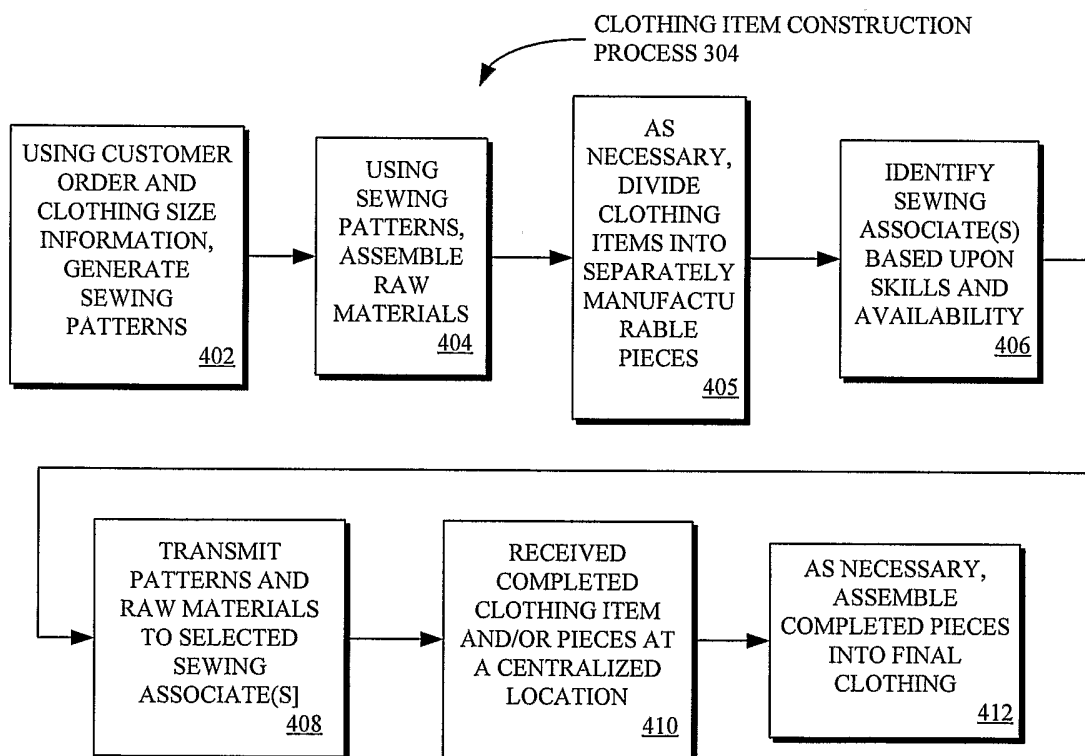 CLOTHING ITEM CONSTRUCTION
PROCESS 304
USING CUSTOMER
ORDER AND
CLOTHING SIZE
INFORMATION,
GENERATE
SEWING
PATTERNS
402
USING
SEWING
PATTERNS,
ASSEMBLE
RAW
MATERIALS
404
AS
NECESSARY,
DIVIDE
CLOTHING
ITEMS INTO
SEPARATELY
MANUFACTU
RABLE
PIECES
405
IDENTIFY
SEWING
ASSOCIATE(S)
BASED UPON
SKILLS AND
AVAILABILITY
406
TRANSMIT
PATTERNS AND
RAW MATERIALS
TO SELECTED
SEWING
ASSOCIATE(S]
408
RECEIVED
COMPLETED
CLOTHING ITEM
AND/OR PIECES AT
A CENTRALIZED
LOCATION
410
AS NECESSARY,
ASSEMBLE
COMPLETED PIECES
INTO FINAL
CLOTHING
412